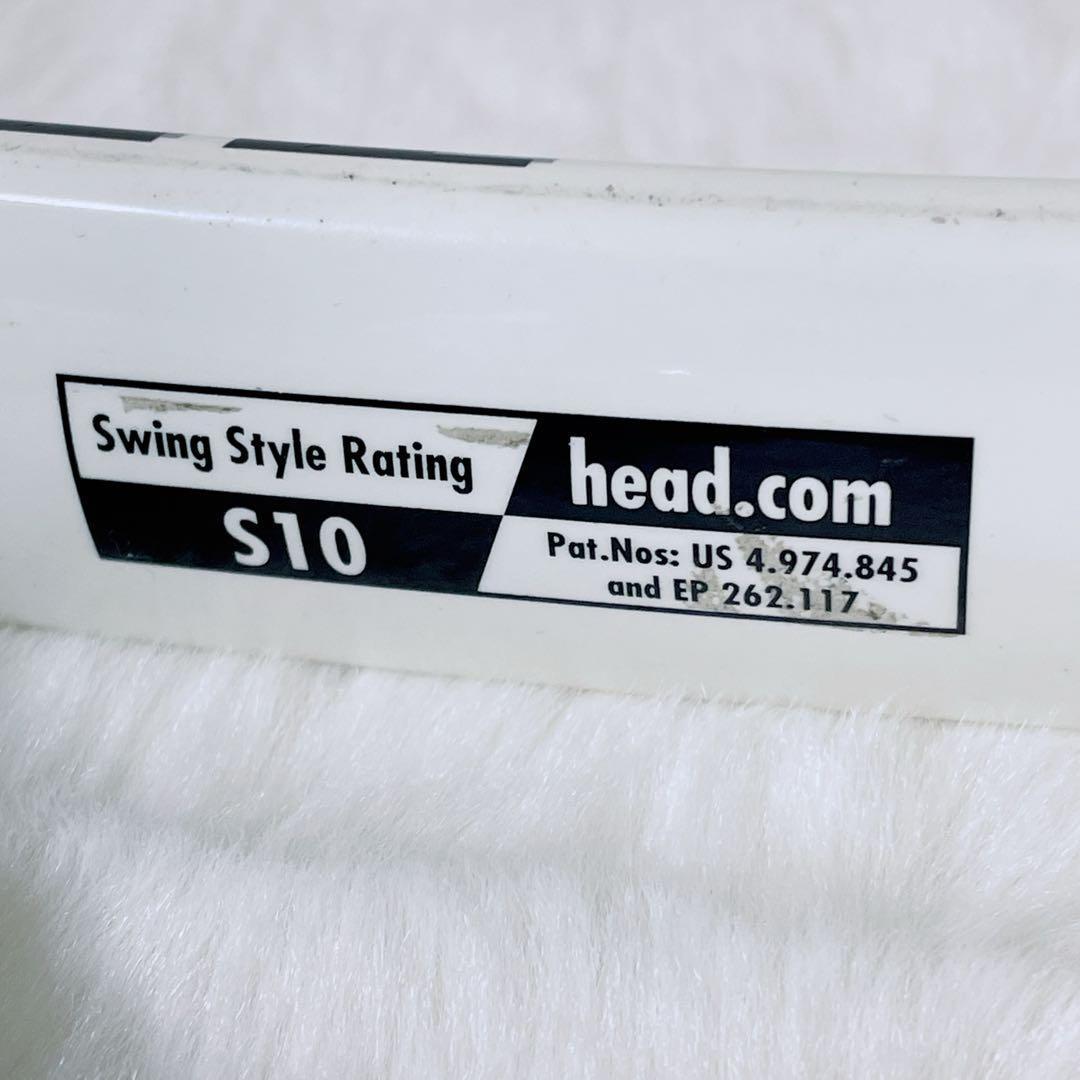 Swing Style Rating
S10
head.com
Pat.Nos: US 4.974.845
and EP 262.117